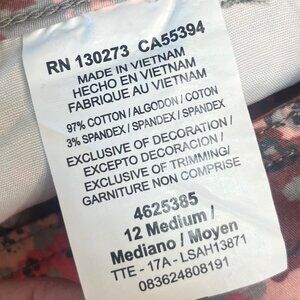 RN 130273 CA55394
MADE IN VIETNAM
HECHO EN VIETNAM
FABRIQUE AU VIETNAM
97% COTTON / ALGODON / COTON
3% SPANDEX / SPANDEX / SPANDEX
EXCLUSIVE OF DECORATION /
EXCEPTO DECORACION /
EXCLUSIVE OF TRIMMING/
GARNITURE NON COMPRISE
4625385
12 Medium /
Mediano / Moyen
TTE - 17A - LSAH13871
083624808191